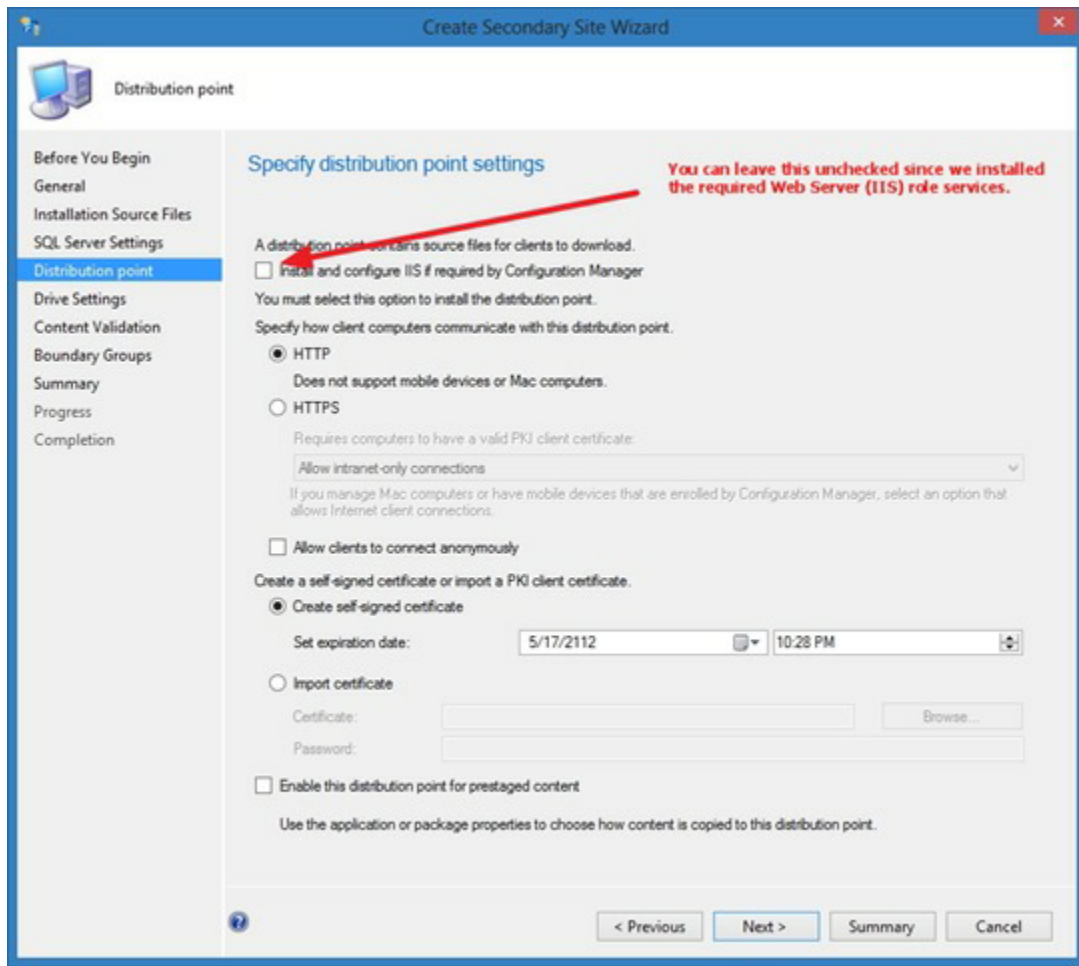 Create Secondary Site Wizard
Distribution point
Before You Begin
General
Installation Source Files
SQL Server Settings
Distribution point
Drive Settings
Content Validation
Boundary Groups
Summary
Progress
Completion
Specify distribution point settings
You can leave this unchecked since we installed
the required Web Server (IIS) role services.
A distribution point contains source files for clients to download.
Install and configure IIS if required by Configuration Manager
You must select this option to install the distribution point.
Specify how client computers communicate with this distribution point.
HTTP
Does not support mobile devices or Mac computers.
HTTPS
Requires computers to have a valid PKI client certificate:
Allow intranet-only connections
If you manage Mac computers or have mobile devices that are enrolled by Configuration Manager, select an option that
allows Internet client connections.
Allow clients to connect anonymously
Create a self-signed certificate or import a PKI client certificate.
Create self-signed certificate
Set expiration date: 5/17/2112 10:28 PM
Import certificate
Certificate: Browse...
Password:
Enable this distribution point for prestaged content
Use the application or package properties to choose how content is copied to this distribution point.
< Previous Next > Summary Cancel